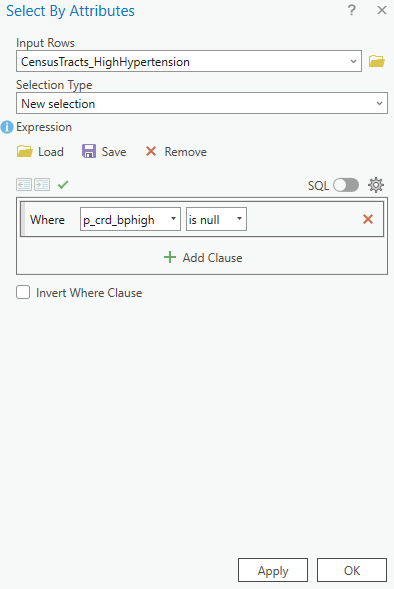 Select By Attributes ? ×
Input Rows
CensusTracts_HighHypertension
Selection Type
New selection
Expression
Load Save Remove
SQL
Where p_crd_bphigh is null
Add Clause
Invert Where Clause
Apply OK